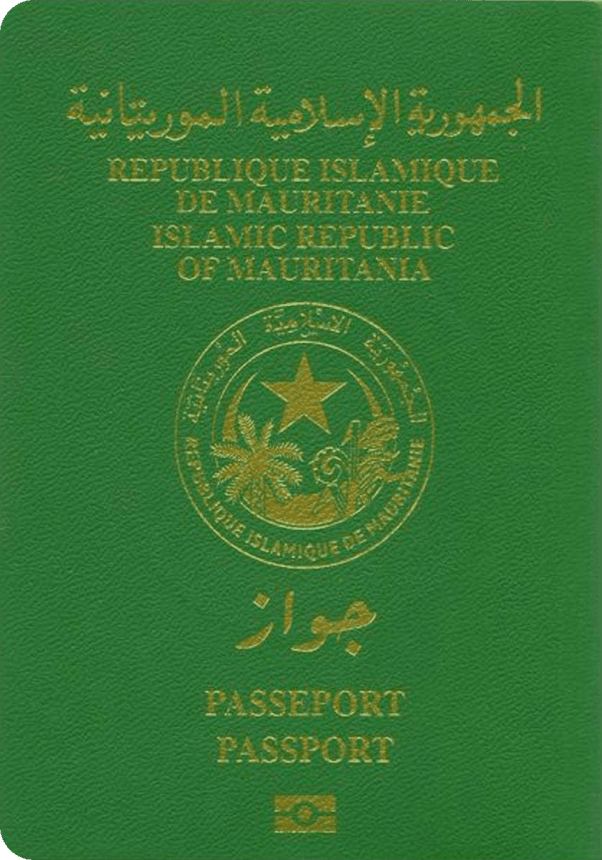 الجمهورية الإسلامية الموريتانية
REPUBLIQUE ISLAMIQUE
DE MAURITANIE
ISLAMIC REPUBLIC
OF MAURITANIA
الجمهورية الإسلامية الموريتانية
REPUBLIQUE ISLAMIQUE DE MAURITANIE
جواز
PASSEPORT
PASSPORT